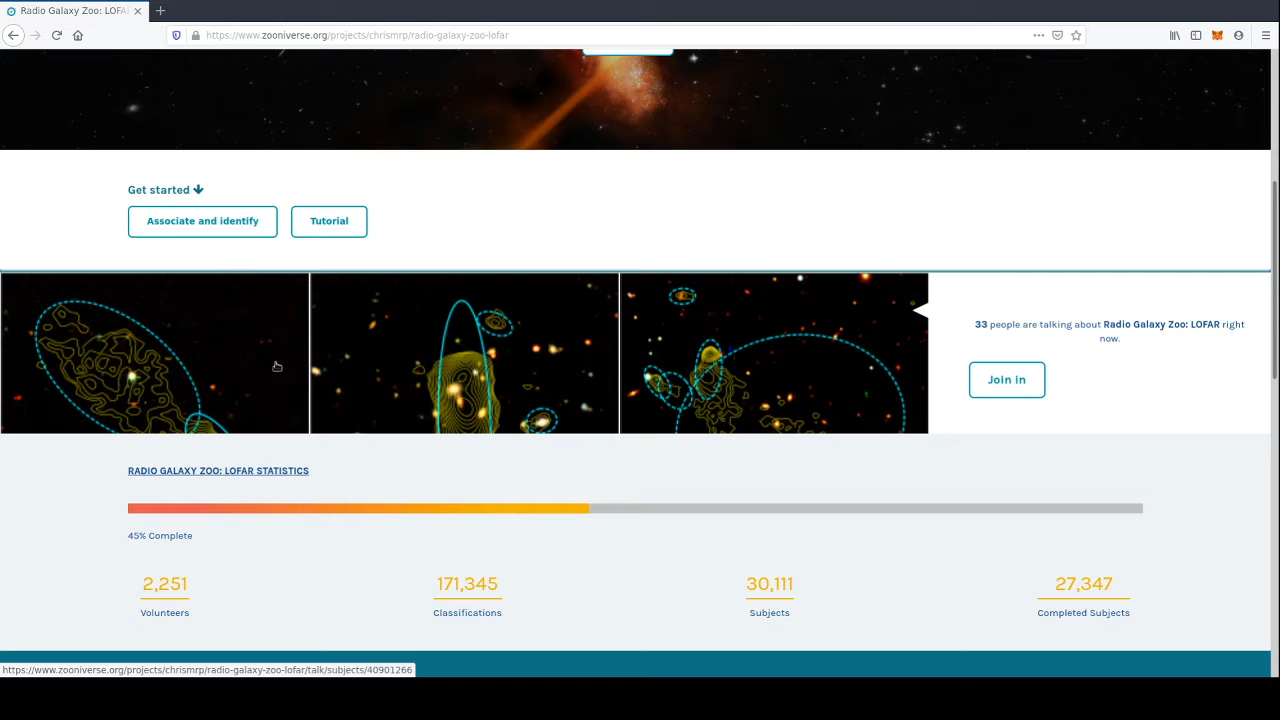 Radio Galaxy Zoo: LOFA
https://www.zooniverse.org/projects/chrismrp/radio-galaxy-zoo-lofar
Get started
Associate and identify
Tutorial
33 people are talking about Radio Galaxy Zoo: LOFAR right
now.
Join in
RADIO GALAXY ZOO: LOFAR STATISTICS
45% Complete
2,251
171,345
30,111
27,347
Volunteers
Classifications
Subjects
Completed Subjects
https://www.zooniverse.org/projects/chrismrp/radio-galaxy-zoo-lofar/talk/subjects/40901266